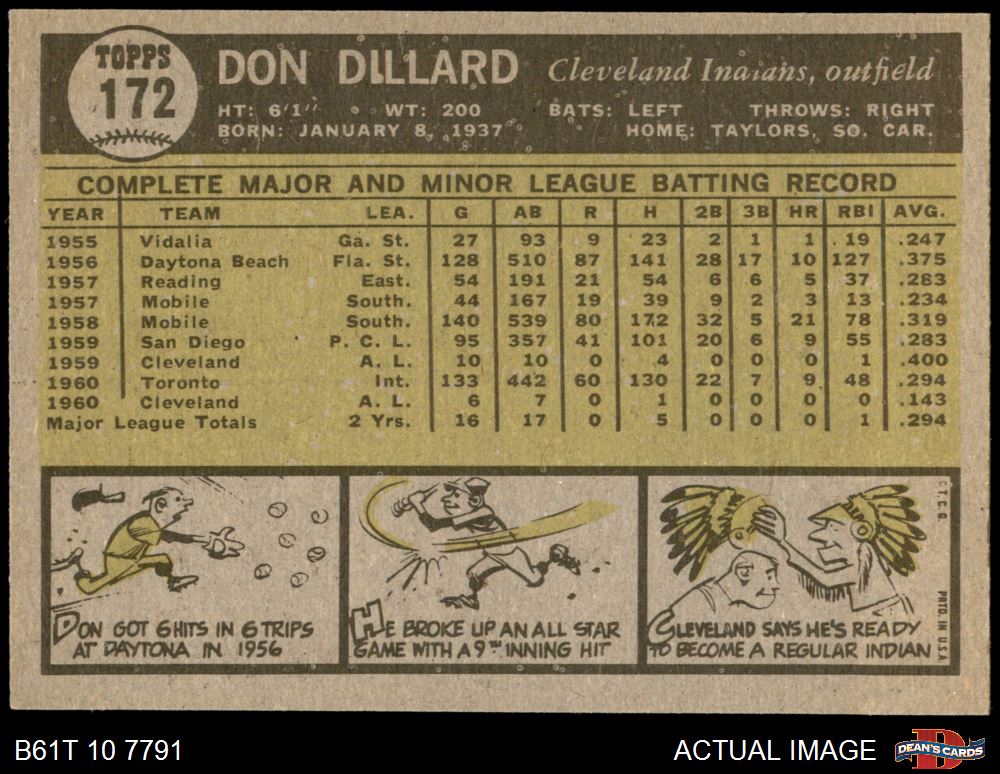 TOPPS
172
DON DILLARD Cleveland Indians, outfield
HT: 6'1" WT: 200 BATS: LEFT THROWS: RIGHT
BORN: JANUARY 8, 1937 HOME: TAYLORS, SO. CAR.
COMPLETE MAJOR AND MINOR LEAGUE BATTING RECORD
YEAR TEAM LEA. G AB R H 2B 3B HR RBI AVG.
1955 Vidalia Ga. St. 27 93 9 23 2 1 1 19 .247
1956 Daytona Beach Fla. St. 128 510 87 141 28 17 10 127 .375
1957 Reading East. 54 191 21 54 6 6 5 37 .283
1957 Mobile South. 44 167 19 39 9 2 3 13 .234
1958 Mobile South. 140 539 80 172 32 5 21 78 .319
1959 San Diego P. C. L. 95 357 41 101 20 6 9 55 .283
1959 Cleveland A. L. 10 10 0 4 0 0 0 1 .400
1960 Toronto Int. 133 442 60 130 22 7 9 48 .294
1960 Cleveland A. L. 6 7 0 1 0 0 0 0 .143
Major League Totals 2 Yrs. 16 17 0 5 0 0 0 1 .294
DON GOT 6 HITS IN 6 TRIPS
AT DAYTONA IN 1956
HE BROKE UP AN ALL STAR
GAME WITH A 9TH INNING HIT
CLEVELAND SAYS HE'S READY
TO BECOME A REGULAR INDIAN
© T. C. G. PRTD. IN U.S.A.
B61T 10 7791
ACTUAL IMAGE
DEAN'S CARDS